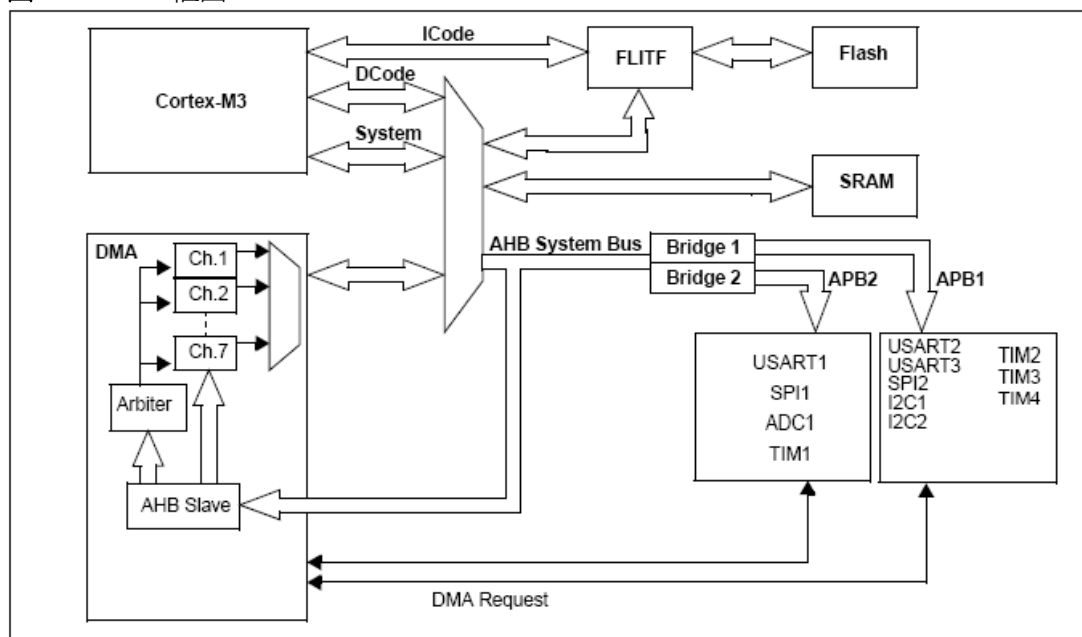 ICode
FLITF
Flash
DCode
Cortex-M3
System
SRAM
DMA
Ch.1
AHB System Bus
Bridge 1
Ch.2
Bridge 2
APB2
APB1
Ch.7
USART1
SPI1
ADC1
TIM1
USART2
USART3
SPI2
I2C1
I2C2
TIM2
TIM3
TIM4
Arbiter
AHB Slave
DMA Request